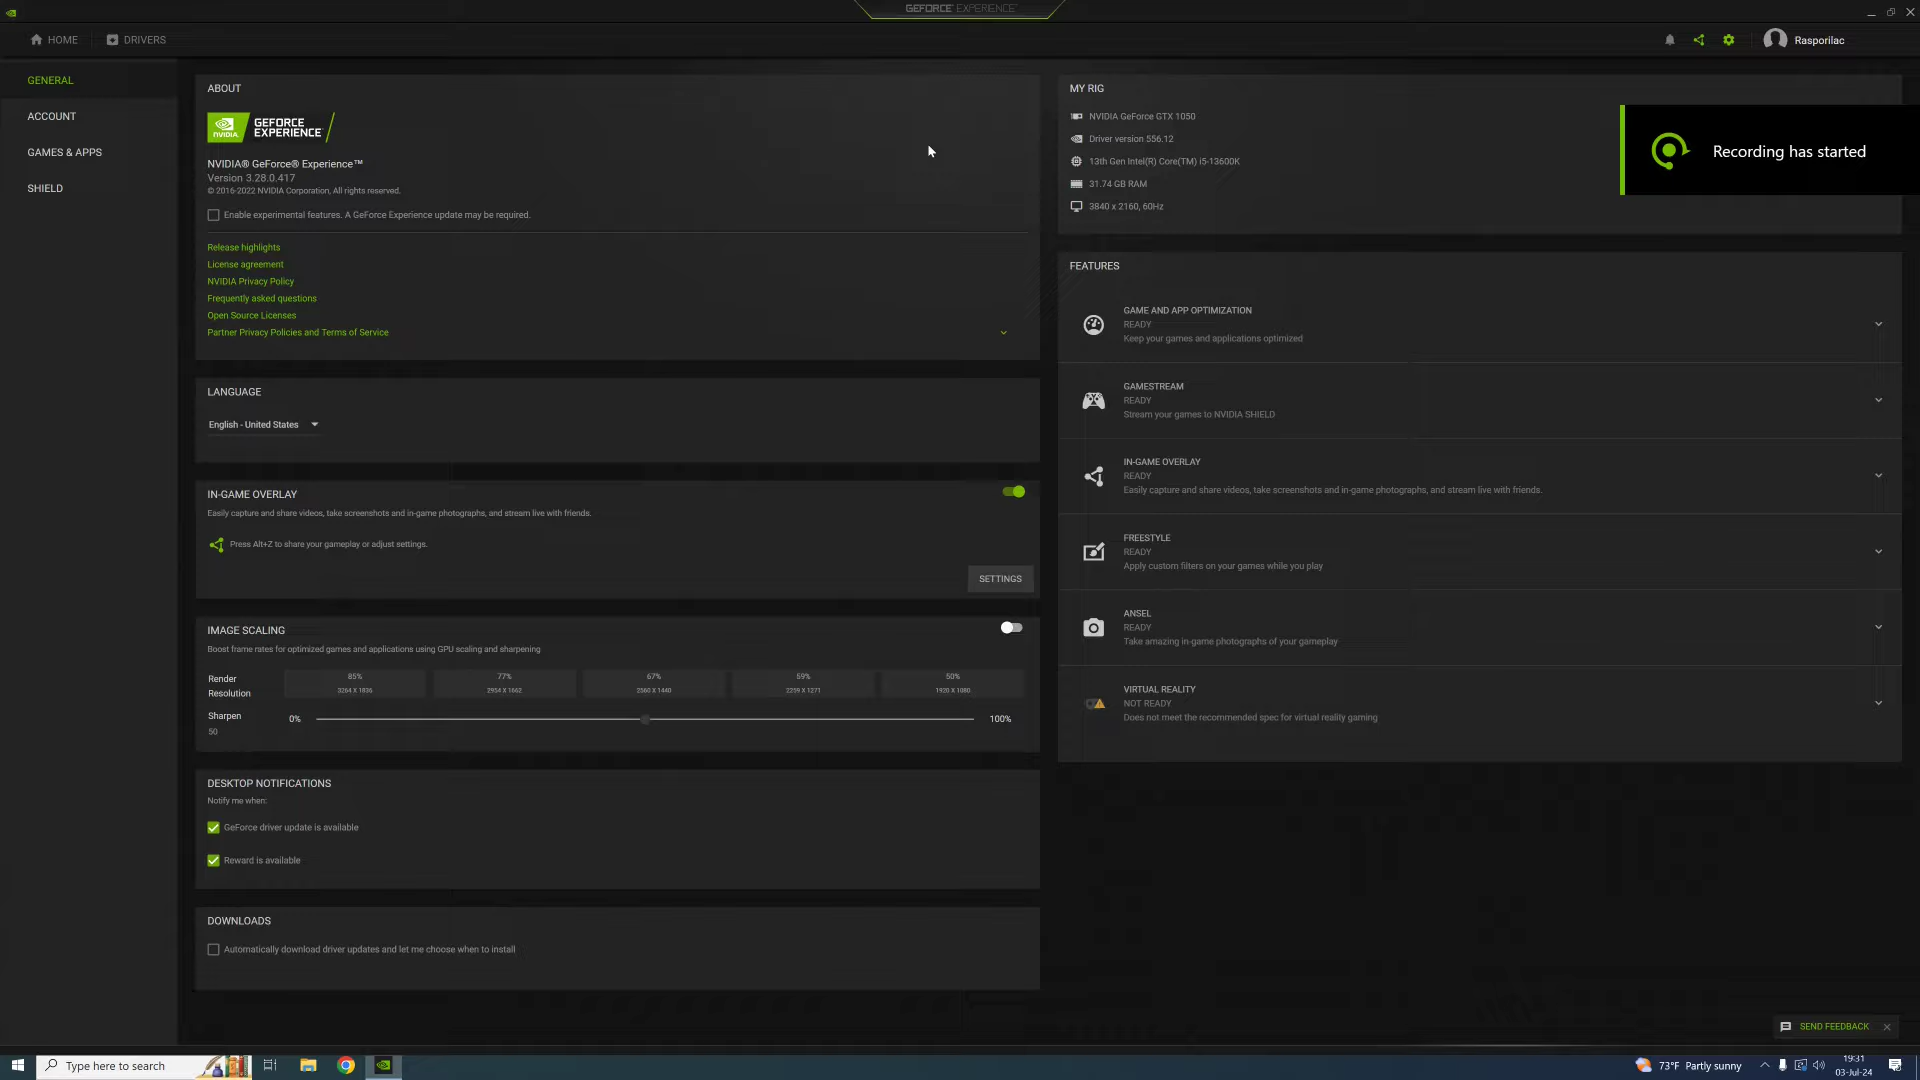 GEFORCE EXPERIENCE
HOME
DRIVERS
Rasporilac
GENERAL
ACCOUNT
GAMES & APPS
SHIELD
ABOUT
NVIDIA
GEFORCE
EXPERIENCE
NVIDIA® GeForce® Experience™
Version 3.28.0.417
© 2016-2022 NVIDIA Corporation, All rights reserved.
Enable experimental features. A GeForce Experience update may be required.
Release highlights
License agreement
NVIDIA Privacy Policy
Frequently asked questions
Open Source Licenses
Partner Privacy Policies and Terms of Service
LANGUAGE
English - United States
IN-GAME OVERLAY
Easily capture and share videos, take screenshots and in-game photographs, and stream live with friends.
Press Alt+Z to share your gameplay or adjust settings.
SETTINGS
IMAGE SCALING
Boost frame rates for optimized games and applications using GPU scaling and sharpening
Render
Resolution
85%
3264 X 1836
77%
2954 X 1662
67%
2560 X 1440
59%
2259 X 1271
50%
1920 X 1080
Sharpen
50
0%
100%
DESKTOP NOTIFICATIONS
Notify me when:
GeForce driver update is available
Reward is available
DOWNLOADS
Automatically download driver updates and let me choose when to install
MY RIG
NVIDIA GeForce GTX 1050
Driver version 556.12
13th Gen Intel(R) Core(TM) i5-13600K
31.74 GB RAM
3840 x 2160, 60Hz
Recording has started
FEATURES
GAME AND APP OPTIMIZATION
READY
Keep your games and applications optimized
GAMESTREAM
READY
Stream your games to NVIDIA SHIELD
IN-GAME OVERLAY
READY
Easily capture and share videos, take screenshots and in-game photographs, and stream live with friends.
FREESTYLE
READY
Apply custom filters on your games while you play
ANSEL
READY
Take amazing in-game photographs of your gameplay
VIRTUAL REALITY
NOT READY
Does not meet the recommended spec for virtual reality gaming
SEND FEEDBACK
Type here to search
73°F Partly sunny
19:31
03-Jul-24